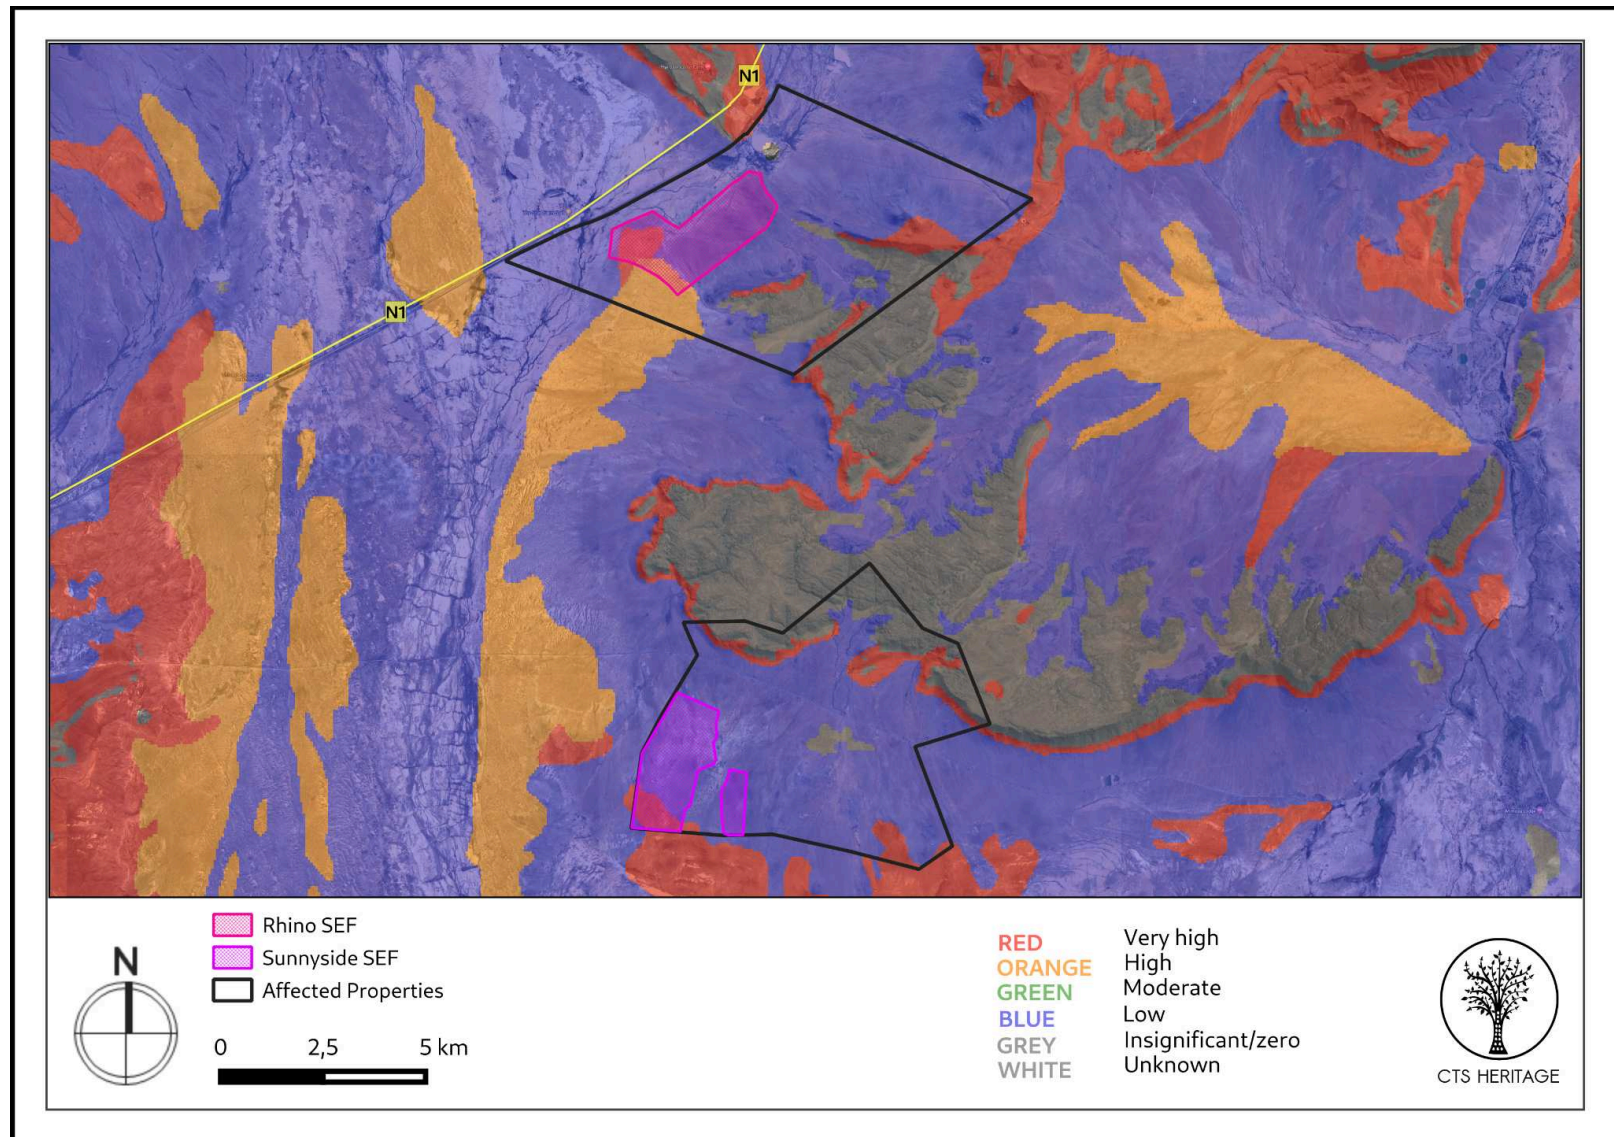 N1
N1
N
Rhino SEF
Sunnyside SEF
Affected Properties
0 2,5 5 km
RED Very high
ORANGE High
GREEN Moderate
BLUE Low
GREY Insignificant/zero
WHITE Unknown
CTS HERITAGE